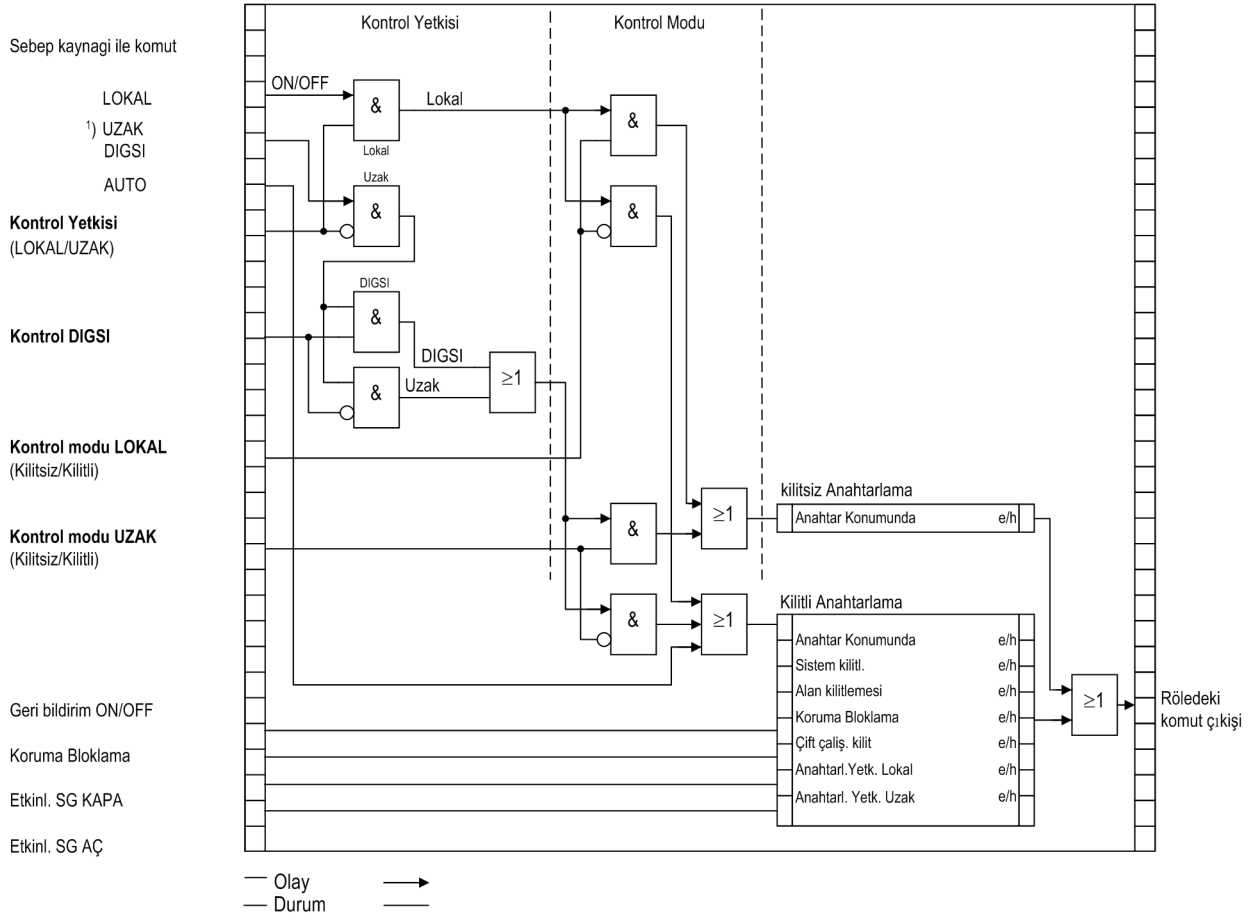 Kontrol Yetkisi
Kontrol Modu
Sebep kaynagi ile komut
ON/OFF
LOKAL
&
Lokal
&
¹) UZAK
DIGSI
Lokal
AUTO
Uzak
&
&
Kontrol Yetkisi
(LOKAL/UZAK)
DIGSI
&
Kontrol DIGSI
DIGSI
≥1
Uzak
&
Kontrol modu LOKAL
(Kilitsiz/Kilitli)
kilitsiz Anahtarlama
Anahtar Konumunda e/h
&
≥1
Kontrol modu UZAK
(Kilitsiz/Kilitli)
Kilitli Anahtarlama
&
≥1
Anahtar Konumunda e/h
Sistem kilitl. e/h
Alan kilitlemesi e/h
Koruma Bloklama e/h
Çift çaliş. kilit e/h
Anahtarl.Yetk. Lokal e/h
Anahtarl. Yetk. Uzak e/h
≥1
Röledeki
komut çıkişi
Geri bildirim ON/OFF
Koruma Bloklama
Etkinl. SG KAPA
Etkinl. SG AÇ
Olay
Durum